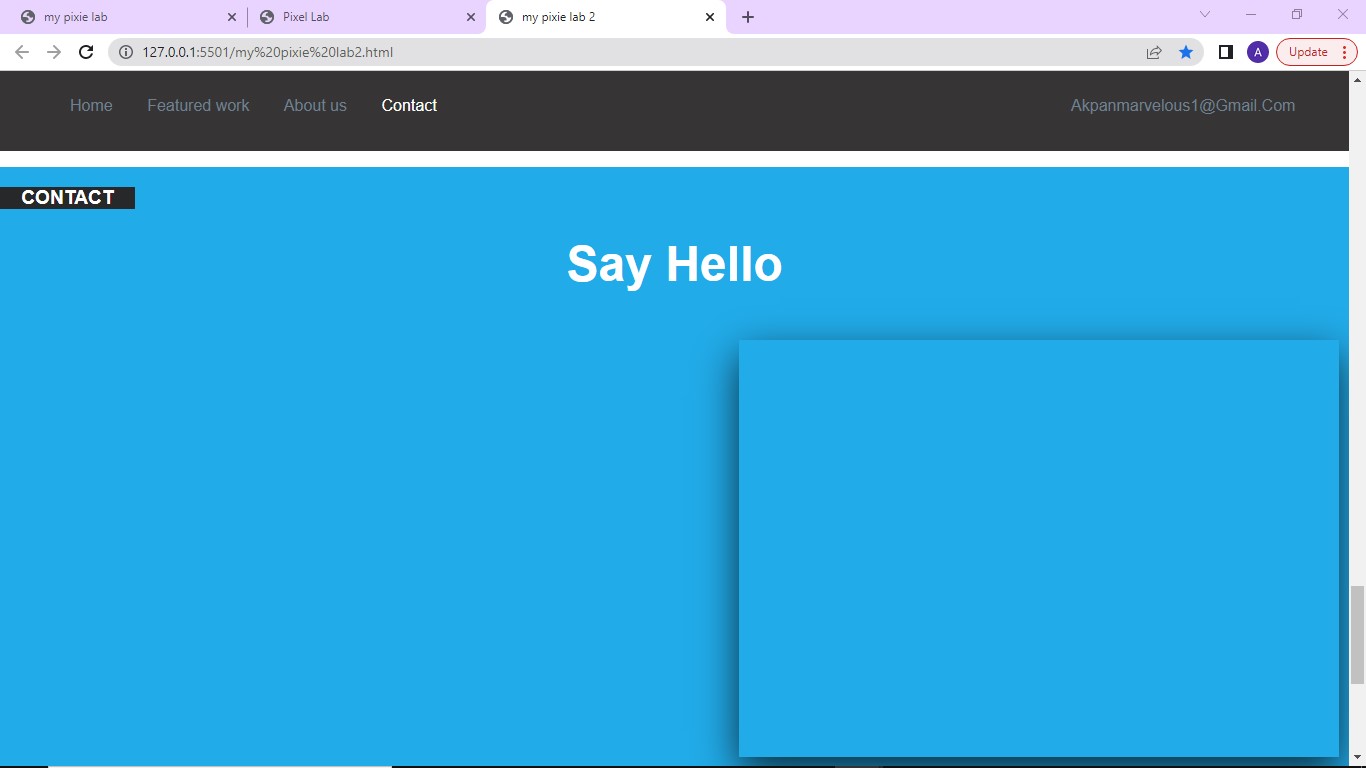 my pixie lab
Pixel Lab
my pixie lab 2
127.0.0.1:5501/my%20pixie%20lab2.html
A
Update
Home
Featured work
About us
Contact
Akpanmarvelous1@Gmail.Com
CONTACT
Say Hello